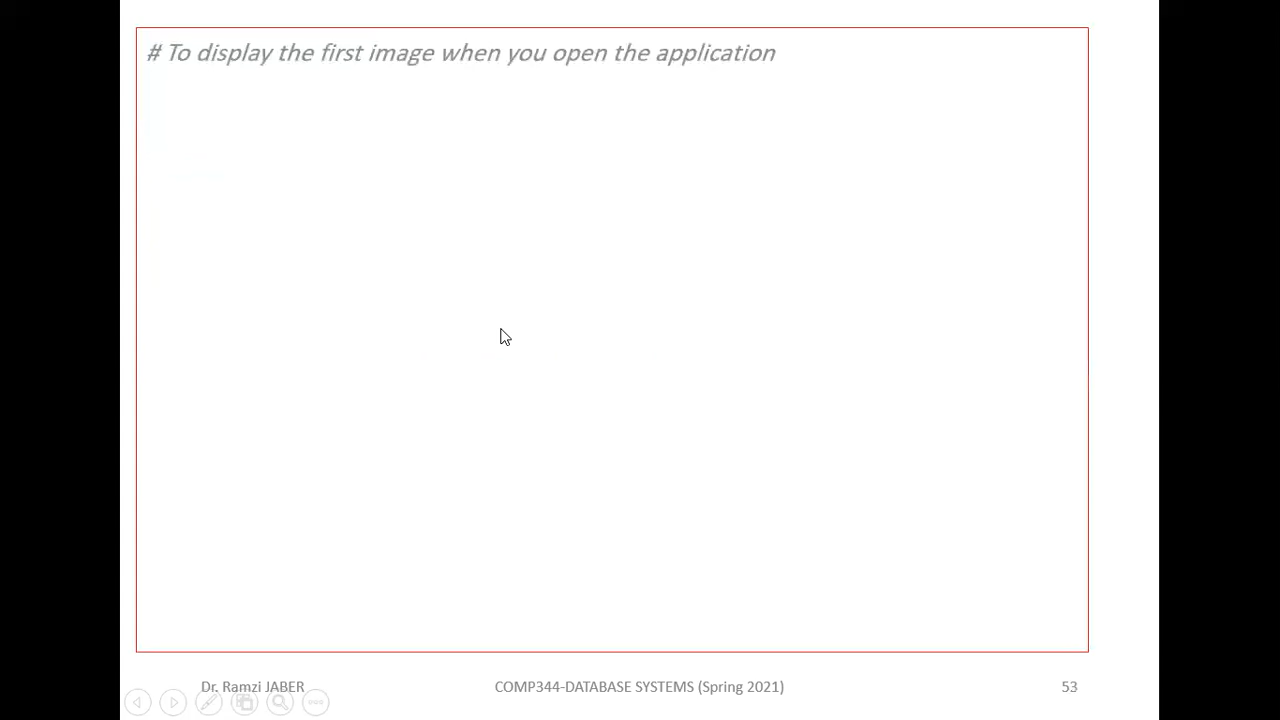 # To display the first image when you open the application
Dr. Ramzi JABER
COMP344-DATABASE SYSTEMS (Spring 2021)
53